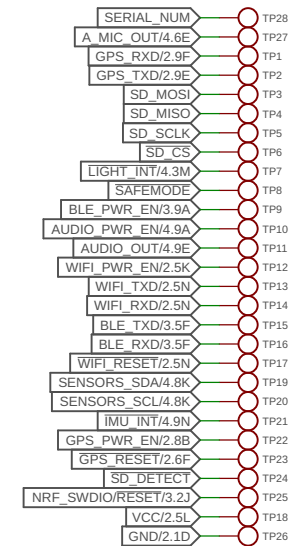 SERIAL_NUM TP28
A_MIC_OUT/4.6E TP27
GPS_RXD/2.9F TP1
GPS_TXD/2.9E TP2
SD_MOSI TP3
SD_MISO TP4
SD_SCLK TP5
SD_CS TP6
LIGHT_INT/4.3M TP7
SAFEMODE TP8
BLE_PWR_EN/3.9A TP9
AUDIO_PWR_EN/4.9A TP10
AUDIO_OUT/4.9E TP11
WIFI_PWR_EN/2.5K TP12
WIFI_TXD/2.5N TP13
WIFI_RXD/2.5N TP14
BLE_TXD/3.5F TP15
BLE_RXD/3.5F TP16
WIFI_RESET/2.5N TP17
SENSORS_SDA/4.8K TP19
SENSORS_SCL/4.8K TP20
IMU_INT/4.9N TP21
GPS_PWR_EN/2.8B TP22
GPS_RESET/2.6F TP23
SD_DETECT TP24
NRF_SWDIO/RESET/3.2J TP25
VCC/2.5L TP18
GND/2.1D TP26